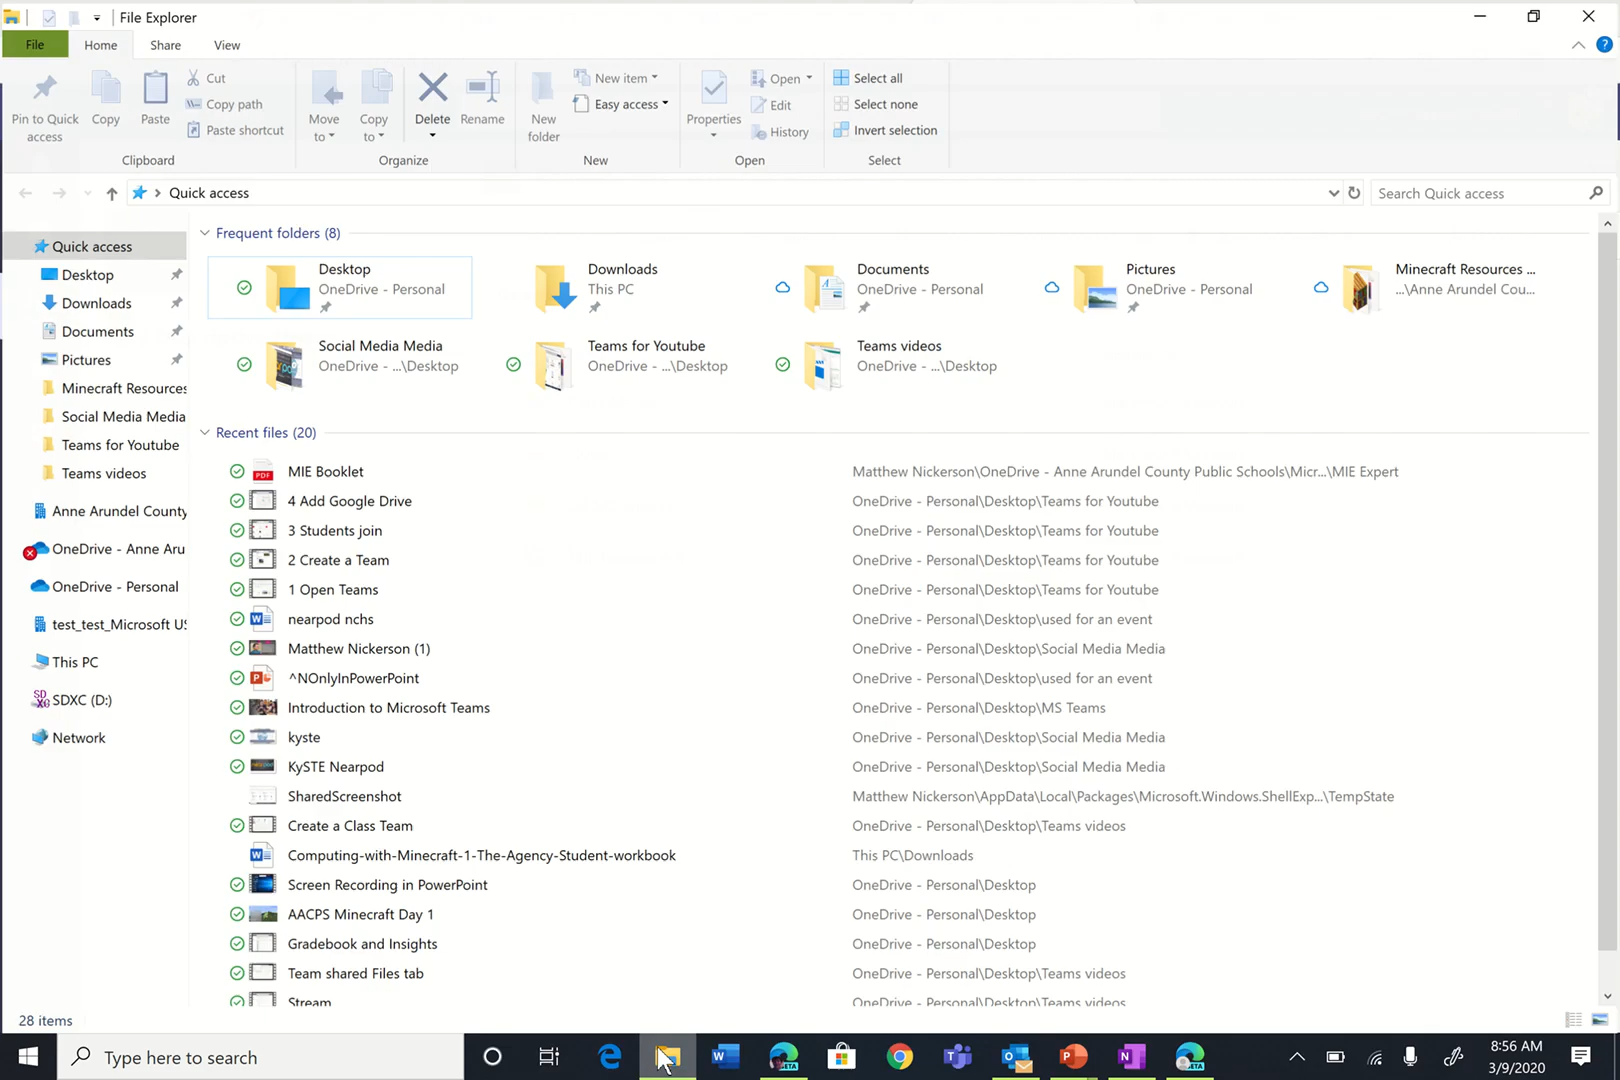 File Explorer
File Home Share View
Pin to Quick access
Copy
Paste
Cut
Copy path
Paste shortcut
Clipboard
Move to
Copy to
Delete
Rename
Organize
New folder
New item
Easy access
New
Properties
Open
Edit
History
Open
Select all
Select none
Invert selection
Select
Quick access
Search Quick access
Quick access
Desktop
Downloads
Documents
Pictures
Minecraft Resources
Social Media Media
Teams for Youtube
Teams videos
Anne Arundel County
OneDrive - Anne Aru
OneDrive - Personal
test_test_Microsoft US
This PC
SDXC (D:)
Network
Frequent folders (8)
Desktop
OneDrive - Personal
Downloads
This PC
Documents
OneDrive - Personal
Pictures
OneDrive - Personal
Minecraft Resources ...
...\Anne Arundel Cou...
Social Media Media
OneDrive - ...\Desktop
Teams for Youtube
OneDrive - ...\Desktop
Teams videos
OneDrive - ...\Desktop
Recent files (20)
MIE Booklet Matthew Nickerson\OneDrive - Anne Arundel County Public Schools\Micr...\MIE Expert
4 Add Google Drive OneDrive - Personal\Desktop\Teams for Youtube
3 Students join OneDrive - Personal\Desktop\Teams for Youtube
2 Create a Team OneDrive - Personal\Desktop\Teams for Youtube
1 Open Teams OneDrive - Personal\Desktop\Teams for Youtube
nearpod nchs OneDrive - Personal\Desktop\used for an event
Matthew Nickerson (1) OneDrive - Personal\Desktop\Social Media Media
^NOnlyInPowerPoint OneDrive - Personal\Desktop\used for an event
Introduction to Microsoft Teams OneDrive - Personal\Desktop\MS Teams
kyste OneDrive - Personal\Desktop\Social Media Media
KySTE Nearpod OneDrive - Personal\Desktop\Social Media Media
SharedScreenshot Matthew Nickerson\AppData\Local\Packages\Microsoft.Windows.ShellExp...\TempState
Create a Class Team OneDrive - Personal\Desktop\Teams videos
Computing-with-Minecraft-1-The-Agency-Student-workbook This PC\Downloads
Screen Recording in PowerPoint OneDrive - Personal\Desktop
AACPS Minecraft Day 1 OneDrive - Personal\Desktop
Gradebook and Insights OneDrive - Personal\Desktop
Team shared Files tab OneDrive - Personal\Desktop\Teams videos
Stream OneDrive - Personal\Desktop\Teams videos
28 items
Type here to search
8:56 AM
3/9/2020